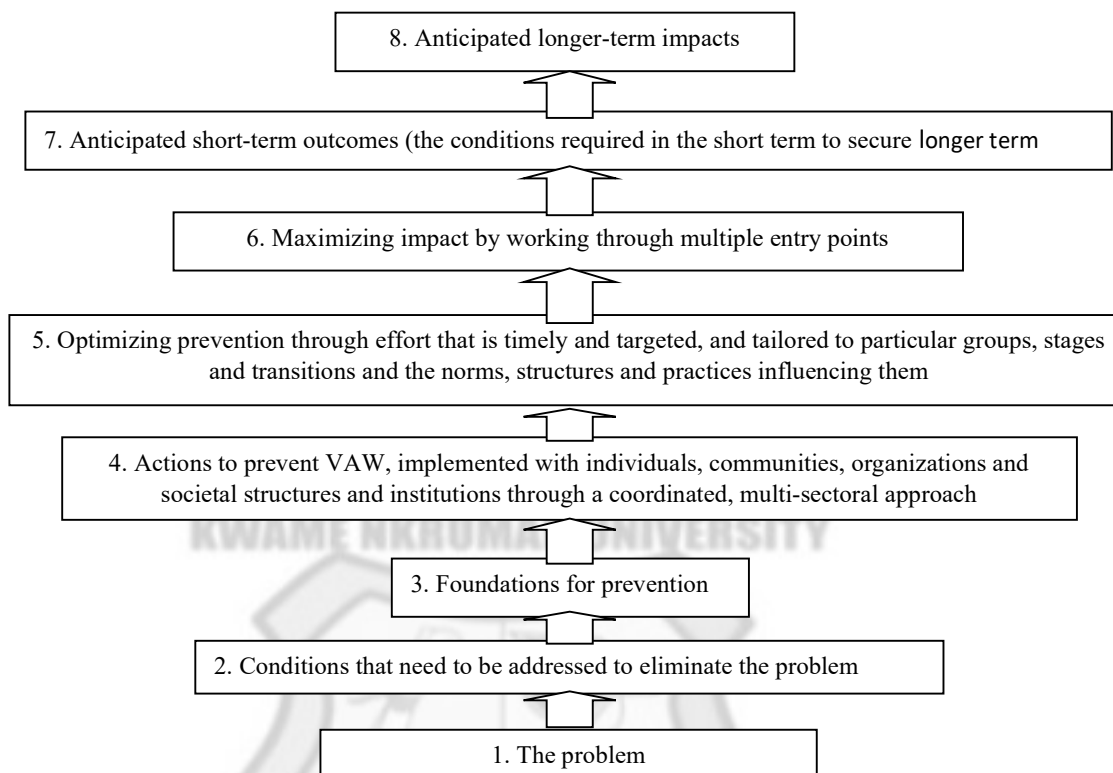 8. Anticipated longer-term impacts
7. Anticipated short-term outcomes (the conditions required in the short term to secure longer term
6. Maximizing impact by working through multiple entry points
5. Optimizing prevention through effort that is timely and targeted, and tailored to particular groups, stages
and transitions and the norms, structures and practices influencing them
4. Actions to prevent VAW, implemented with individuals, communities, organizations and
societal structures and institutions through a coordinated, multi-sectoral approach
KWAME NKRUMAH UNIVERSITY
3. Foundations for prevention
2. Conditions that need to be addressed to eliminate the problem
1. The problem